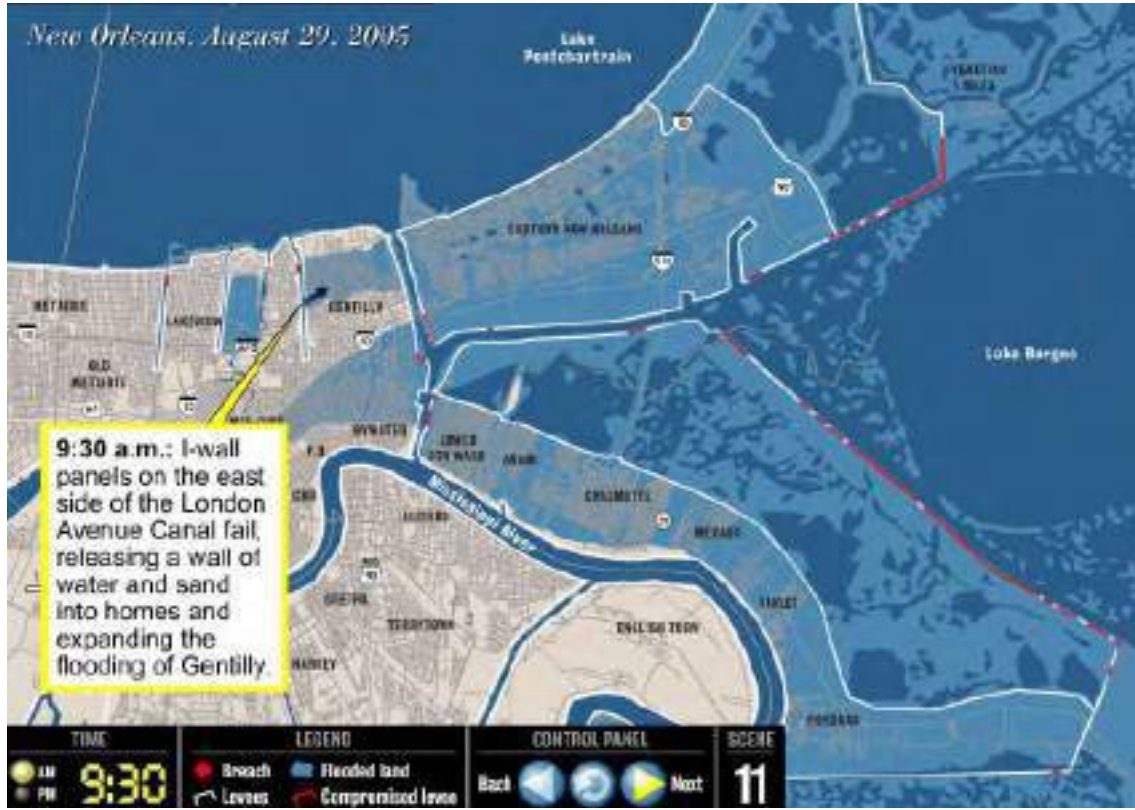 New Orleans, August 29, 2005
Lake
Pontchartrain
EASTERN NEW ORLEANS
METAIRIE
LAKEVIEW
GENTILLY
OLD
METAIRIE
Lake Borgne
BYWATER
LOWER
9TH WARD
ARABI
CHALMETTE
MERAUX
Mississippi River
ALGIERS
GRETNA
TERRYTOWN
HARVEY
ENGLISH TURN
VIOLET
9:30 a.m.: I-wall
panels on the east
side of the London
Avenue Canal fail,
releasing a wall of
water and sand
into homes and
expanding the
flooding of Gentilly.
TIME
AM
PM
9:30
LEGEND
Breach
Flooded land
Levees
Compromised levee
CONTROL PANEL
Back
Next
SCENE
11